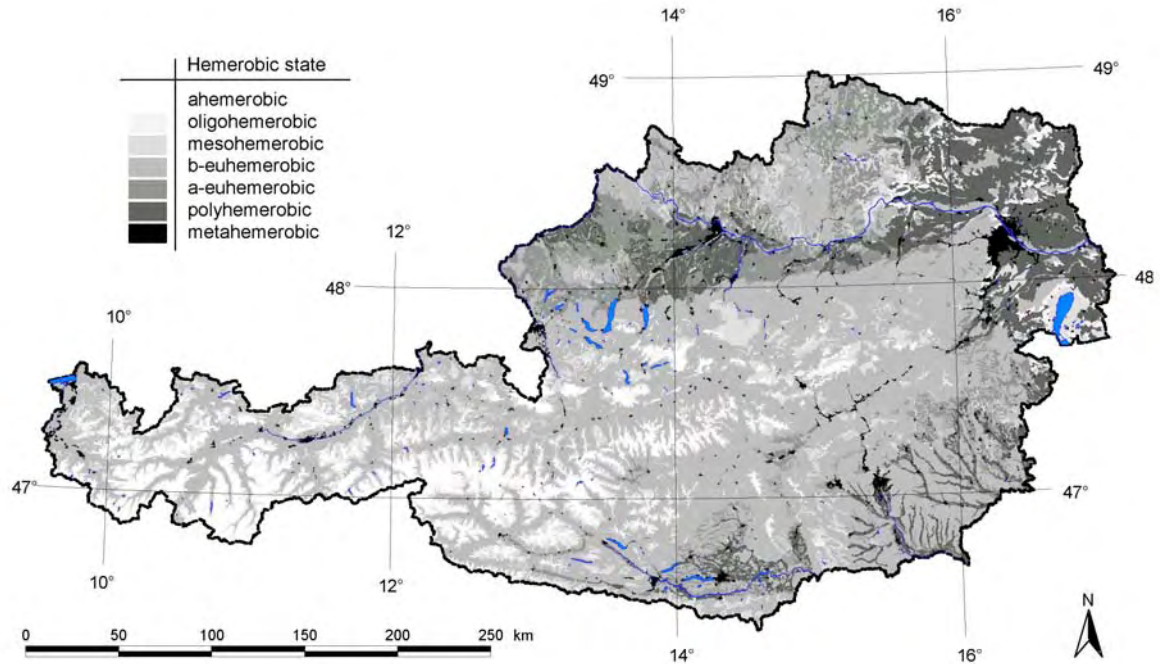 14° 16°
49° 49°
Hemerobic state
ahemerobic
oligohemerobic
mesohemerobic
b-euhemerobic
a-euhemerobic
polyhemerobic
metahemerobic
12°
48° 48
10°
47° 47°
10° 12°
14° 16°
N
0 50 100 150 200 250 km